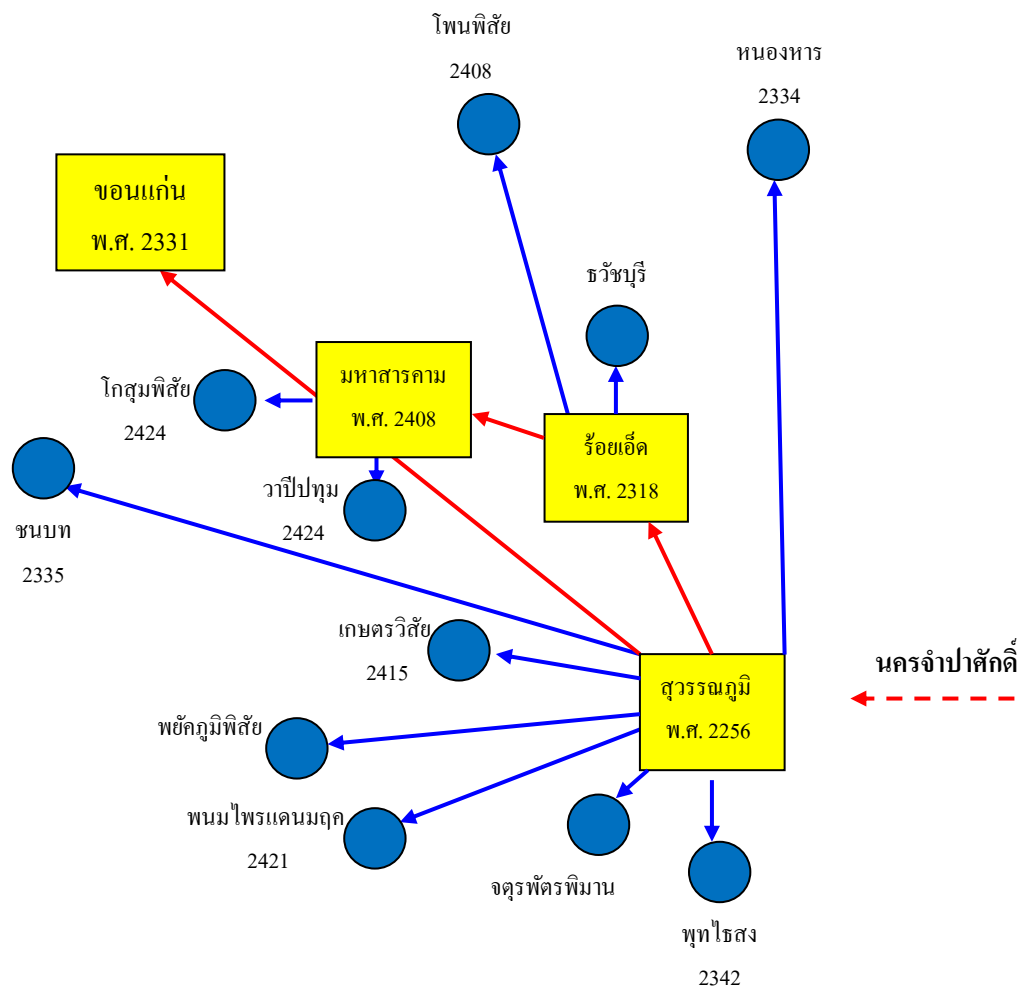 โพนพิสัย
2408
หนองหาร
2334
ขอนแก่น
พ.ศ. 2331
ธวัชบุรี
มหาสารคาม
พ.ศ. 2408
โกสุมพิสัย
2424
ร้อยเอ็ด
พ.ศ. 2318
วาปีปทุม
2424
ชนบท
2335
เกษตรวิสัย
2415
สุวรรณภูมิ
พ.ศ. 2256
นครจำปาศักดิ์
พยัคภูมิพิสัย
พนมไพรแดนมฤค
2421
จตุรพัตรพิมาน
พุทไธสง
2342